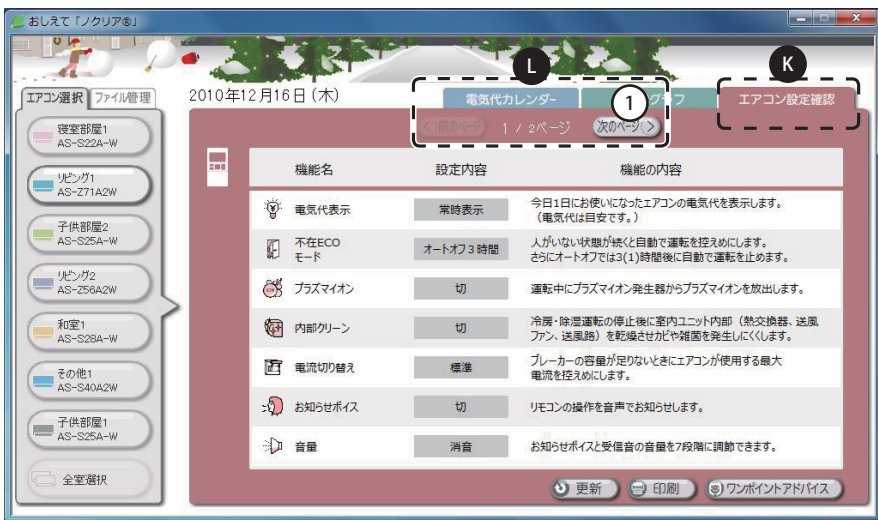 おしえて「ノクリア®」
L
K
エアコン選択 ファイル管理
2010年12月16日(木)
電気代カレンダー
1
グラフ
エアコン設定確認
<前のページ 1 / 2ページ 次のページ>
寝室部屋1
AS-S22A-W
リビング1
AS-Z71A2W
子供部屋2
AS-S25A-W
リビング2
AS-Z56A2W
和室1
AS-S28A-W
その他1
AS-S40A2W
子供部屋1
AS-S25A-W
全室選択
機能名 設定内容 機能の内容
電気代表示 常時表示 今日1日にお使いになったエアコンの電気代を表示します。
(電気代は目安です。)
不在ECO
モード
オートオフ3時間
人がいない状態が続くと自動で運転を控えめにします。
さらにオートオフでは3(1)時間後に自動で運転を止めます。
プラズマイオン 切 運転中にプラズマイオン発生器からプラズマイオンを放出します。
内部クリーン 切 冷房・除湿運転の停止後に室内ユニット内部(熱交換器、送風
ファン、送風路)を乾燥させカビや雑菌を発生しにくくします。
電流切り替え 標準 ブレーカーの容量が足りないときにエアコンが使用する最大
電流を控えめにします。
お知らせボイス 切 リモコンの操作を音声でお知らせします。
音量 消音 お知らせボイスと受信音の音量を7段階に調節できます。
更新 印刷 ワンポイントアドバイス